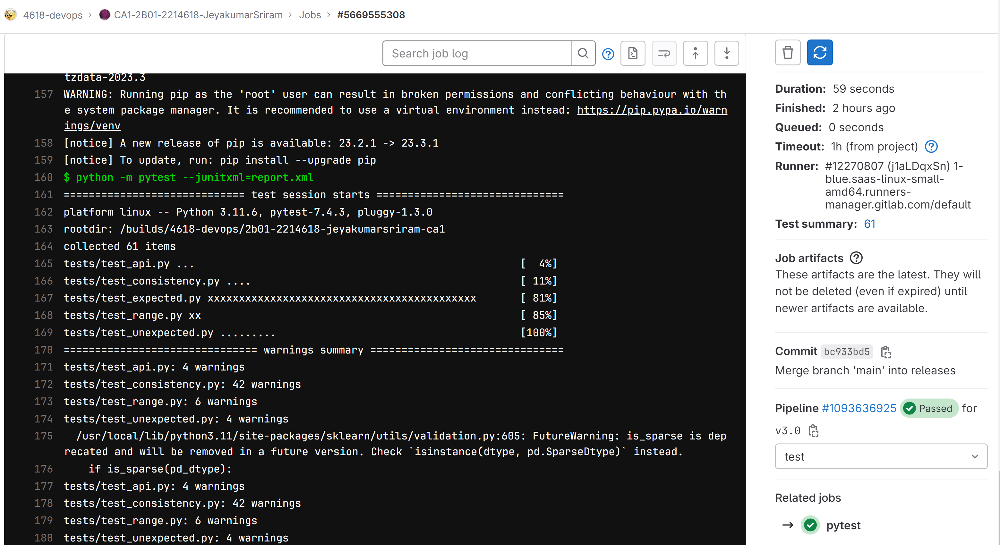 4618-devops > CA1-2B01-2214618-JeyakumarSriram > Jobs > #5669555308
Search job log
tzdata-2023.3
157 WARNING: Running pip as the 'root' user can result in broken permissions and conflicting behaviour with th
e system package manager. It is recommended to use a virtual environment instead: https://pip.pypa.io/warn
ings/venv
158 [notice] A new release of pip is available: 23.2.1 -> 23.3.1
159 [notice] To update, run: pip install --upgrade pip
160 $ python -m pytest --junitxml=report.xml
161 ============================= test session starts ==============================
162 platform linux -- Python 3.11.6, pytest-7.4.3, pluggy-1.3.0
163 rootdir: /builds/4618-devops/2b01-2214618-jeyakumarsriram-ca1
164 collected 61 items
165 tests/test_api.py ... [  4%]
166 tests/test_consistency.py .... [ 11%]
167 tests/test_expected.py xxxxxxxxxxxxxxxxxxxxxxxxxxxxxxxxxxxxxxxxxxx [ 81%]
168 tests/test_range.py xx [ 85%]
169 tests/test_unexpected.py ......... [100%]
170 =============================== warnings summary ===============================
171 tests/test_api.py: 4 warnings
172 tests/test_consistency.py: 42 warnings
173 tests/test_range.py: 6 warnings
174 tests/test_unexpected.py: 4 warnings
175 /usr/local/lib/python3.11/site-packages/sklearn/utils/validation.py:605: FutureWarning: is_sparse is dep
recated and will be removed in a future version. Check `isinstance(dtype, pd.SparseDtype)` instead.
176 if is_sparse(pd_dtype):
177 tests/test_api.py: 4 warnings
178 tests/test_consistency.py: 42 warnings
179 tests/test_range.py: 6 warnings
180 tests/test_unexpected.py: 4 warnings
Duration: 59 seconds
Finished: 2 hours ago
Queued: 0 seconds
Timeout: 1h (from project)
Runner: #12270807 (j1aLDqxSn) 1-
blue.saas-linux-small-
amd64.runners-
manager.gitlab.com/default
Test summary: 61
Job artifacts
These artifacts are the latest. They will
not be deleted (even if expired) until
newer artifacts are available.
Commit bc933bd5
Merge branch 'main' into releases
Pipeline #1093636925 Passed for
v3.0
test
Related jobs
→ pytest